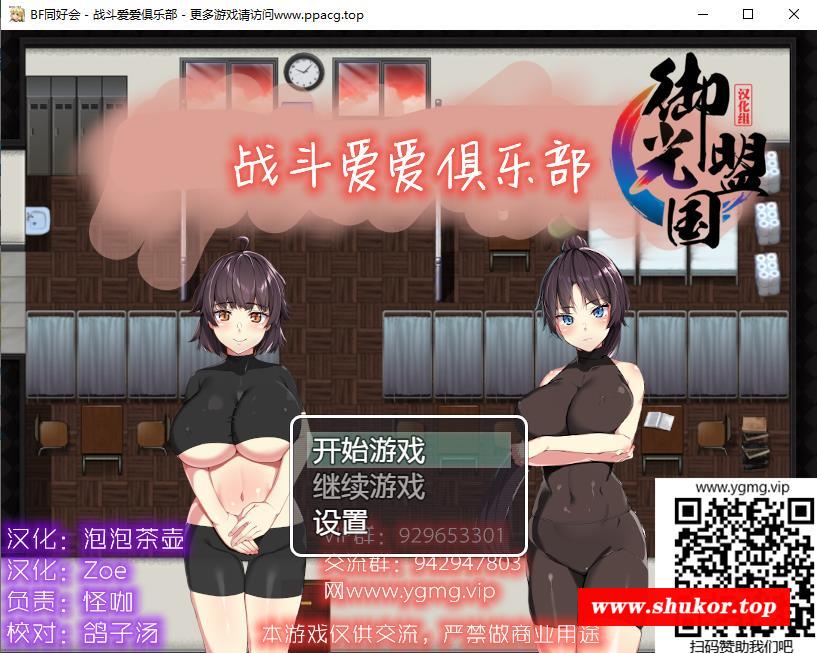 BF同好会 - 战斗爱爱俱乐部 - 更多游戏请访问www.ppacg.top
战斗爱爱俱乐部
御光盟国
汉化组
开始游戏
继续游戏
设置
汉化：泡泡茶壶
汉化：Zoe
负责：怪咖
校对：鸽子汤
VIP群：929653301
交流群：942947803
网www.ygmg.vip
本游戏仅供交流，严禁做商业用途
www.ygmg.vip
www.shukor.top
扫码赞助我们吧